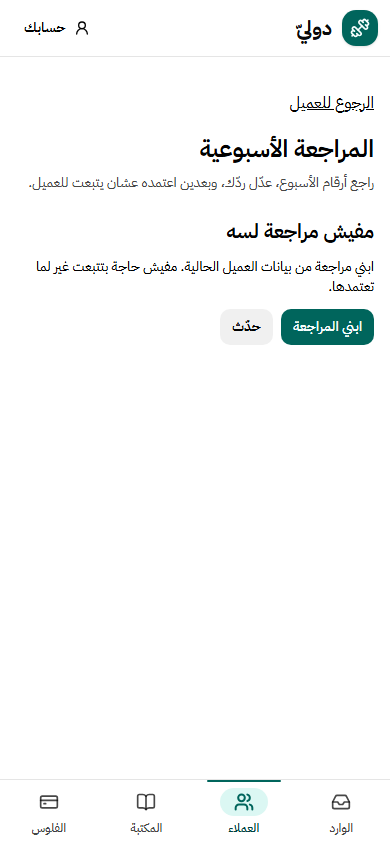 دوليّ
حسابك
الرجوع للعميل
المراجعة الأسبوعية
راجع أرقام الأسبوع، عدّل ردّك، وبعدين اعتمده عشان يتبعت للعميل.
مفيش مراجعة لسه
ابني مراجعة من بيانات العميل الحالية. مفيش حاجة بتتبعت غير لما
تعتمدها.
ابني المراجعة
حدّث
الوارد
العملاء
المكتبة
الفلوس